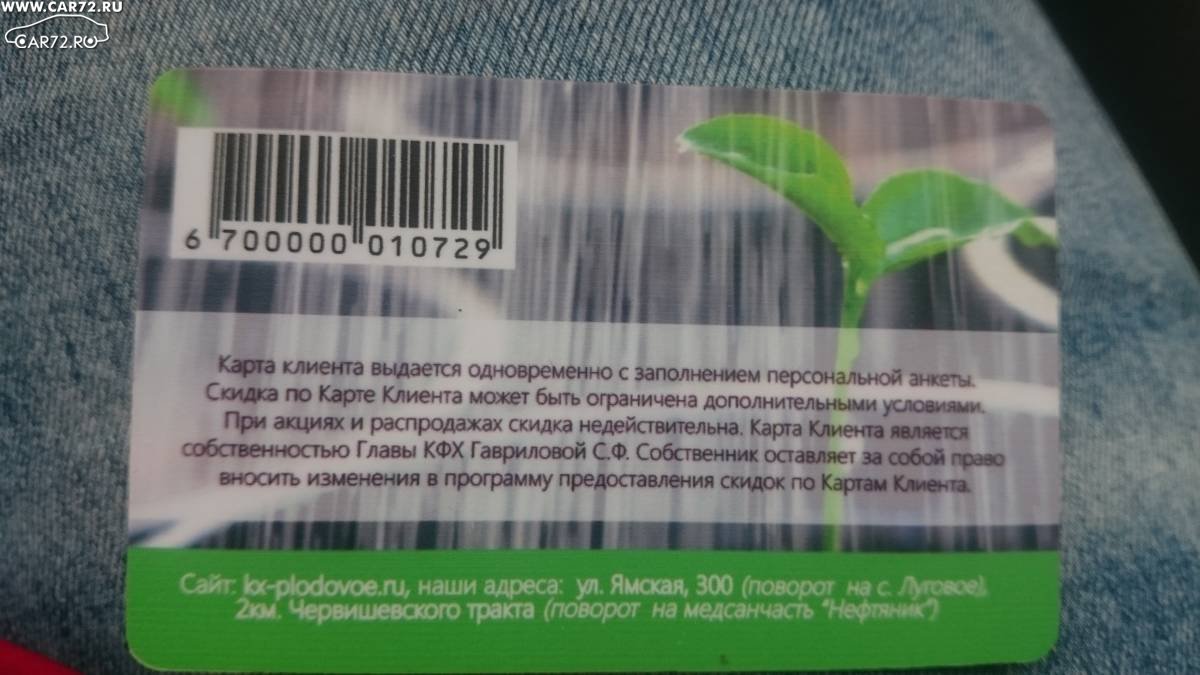 WWW.CAR72.RU
CAR72.RU
6 700000 010729
Карта клиента выдается одновременно с заполнением персональной анкеты.
Скидка по Карте Клиента может быть ограничена дополнительными условиями.
При акциях и распродажах скидка недействительна. Карта Клиента является
собственностью Главы КФХ Гавриловой С.Ф. Собственник оставляет за собой право
вносить изменения в программу предоставления скидок по Картам Клиента.
Сайт: kx-plodovoe.ru, наши адреса: ул. Ямская, 300 (поворот на с. Луговое),
2км. Червишевского тракта (поворот на медсанчасть "Нефтяник")